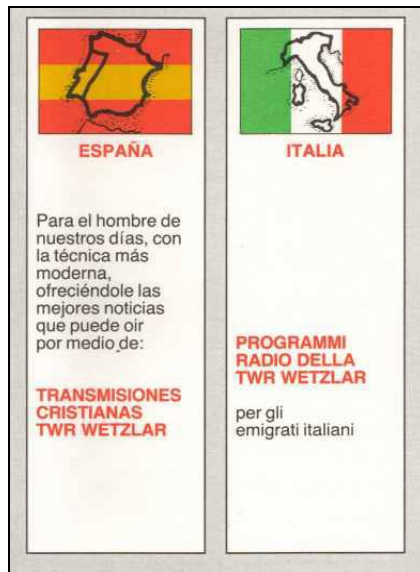 ESPAÑA
Para el hombre de
nuestros días, con
la técnica más
moderna,
ofreciéndole las
mejores noticias
que puede oir
por medio de:
TRANSMISIONES
CRISTIANAS
TWR WETZLAR
ITALIA
PROGRAMMI
RADIO DELLA
TWR WETZLAR
per gli
emigrati italiani